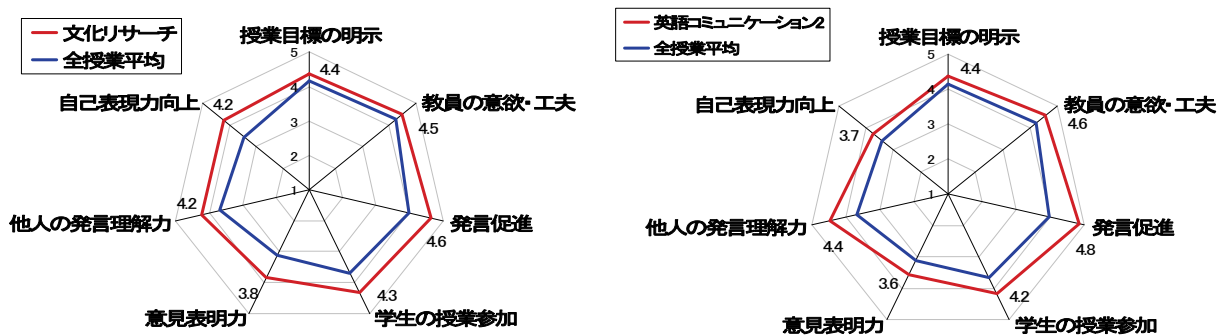 文化リサーチ
全授業平均
授業目標の明示
教員の意欲・工夫
発言促進
学生の授業参加
意見表明力
他人の発言理解力
自己表現力向上
5
4
3
2
1
4.4
4.5
4.6
4.3
3.8
4.2
4.2
英語コミュニケーション2
全授業平均
授業目標の明示
教員の意欲・工夫
発言促進
学生の授業参加
意見表明力
他人の発言理解力
自己表現力向上
5
4
3
2
1
4.4
4.6
4.8
4.2
3.6
4.4
3.7